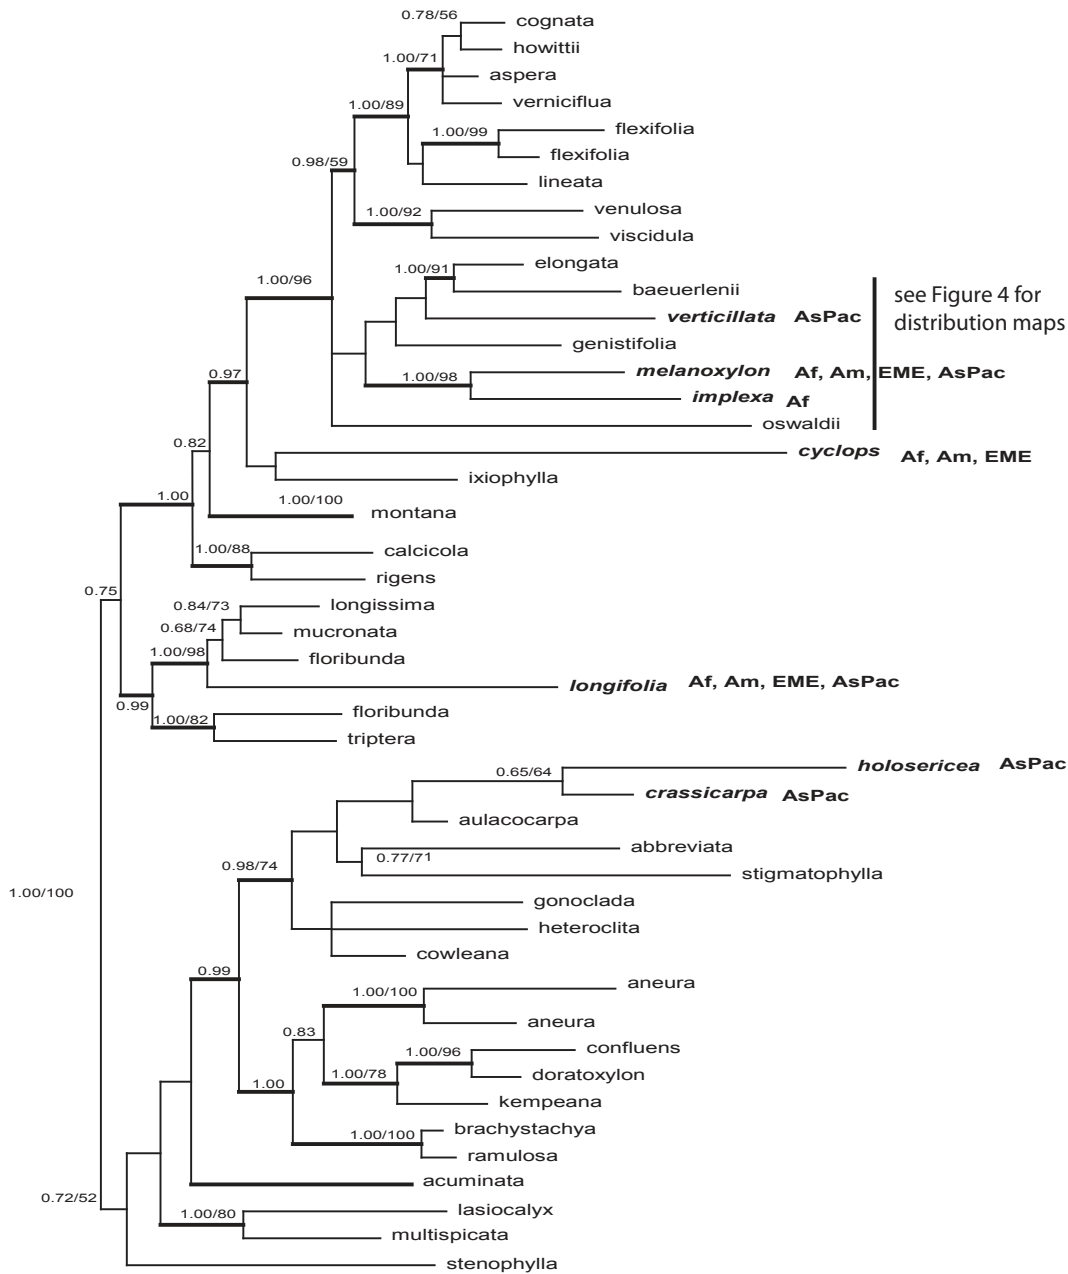 0.78/56
cognata
howittii
1.00/71
aspera
verniciflua
1.00/89
flexifolia
1.00/99
flexifolia
0.98/59
lineata
venulosa
1.00/92
viscidula
elongata
1.00/91
baeuerlenii
1.00/96
see Figure 4 for
distribution maps
verticillata AsPac
genistifolia
melanoxylon Af, Am, EME, AsPac
1.00/98
0.97
implexa Af
oswaldii
0.82
cyclops Af, Am, EME
ixiophylla
1.00
1.00/100
montana
1.00/88
calcicola
rigens
0.75
0.84/73
longissima
0.68/74
mucronata
1.00/98
floribunda
longifolia Af, Am, EME, AsPac
0.99
1.00/82
floribunda
triptera
0.65/64
holosericea AsPac
crassicarpa AsPac
aulacocarpa
abbreviata
0.77/71
0.98/74
stigmatophylla
1.00/100
gonoclada
heteroclita
cowleana
0.99
aneura
1.00/100
aneura
0.83
confluens
1.00/96
1.00/78
doratoxylon
1.00
kempeana
brachystachya
1.00/100
ramulosa
acuminata
0.72/52
lasiocalyx
1.00/80
multispicata
stenophylla